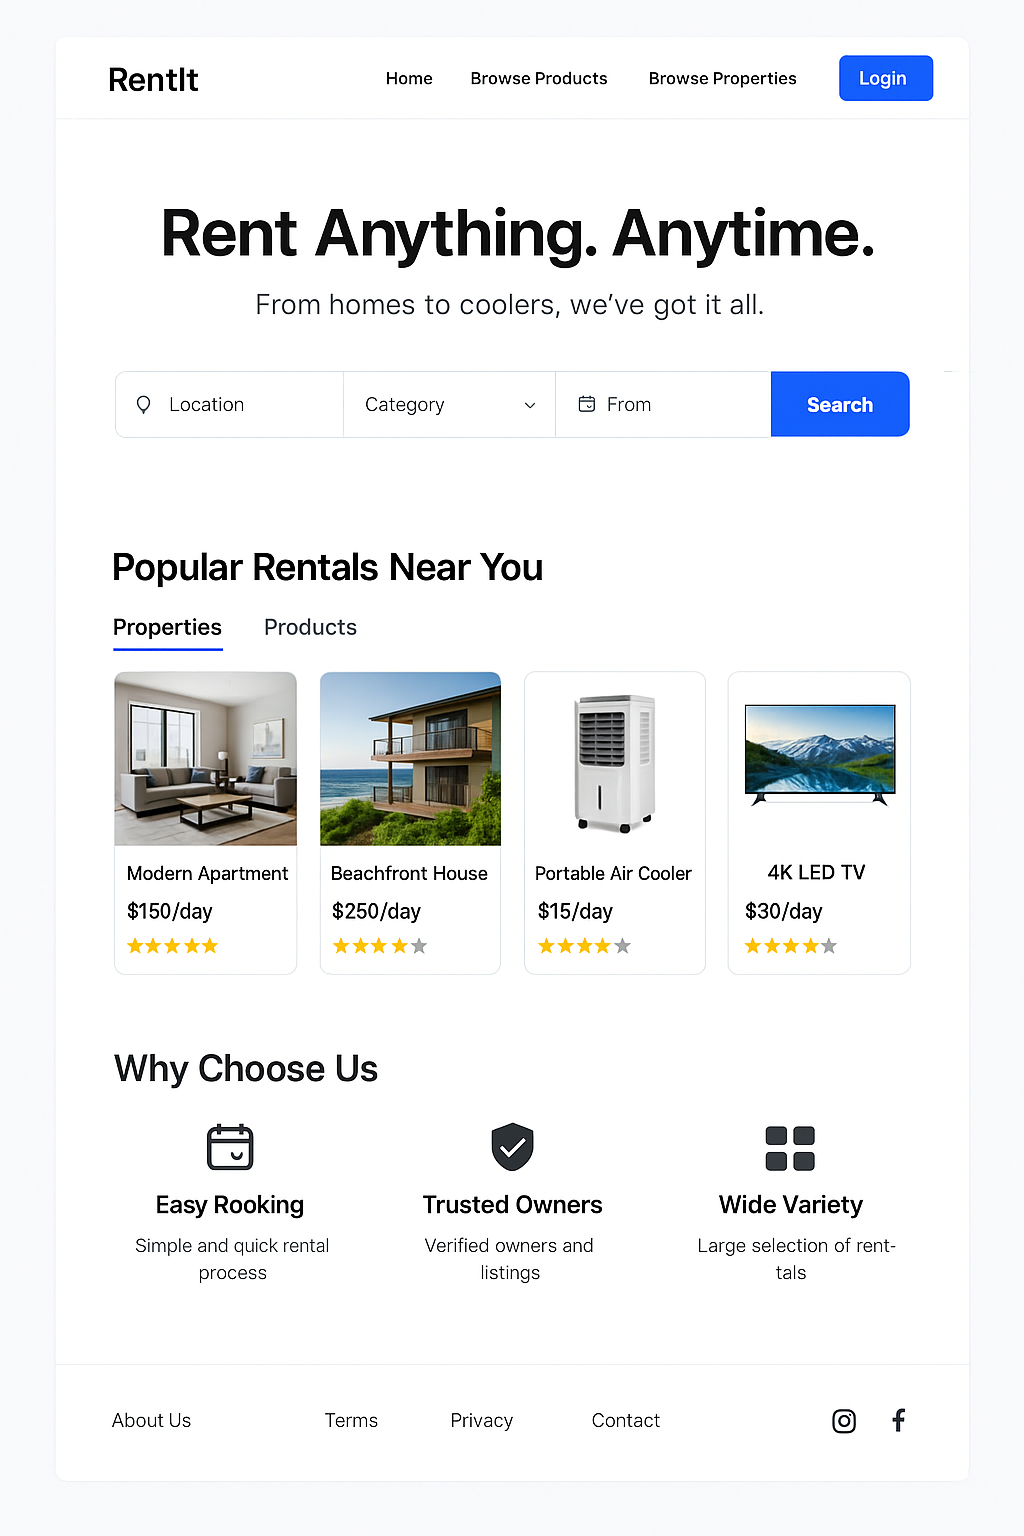 RentIt
Home Browse Products Browse Properties Login
Rent Anything. Anytime.
From homes to coolers, we've got it all.
Location Category From Search
Popular Rentals Near You
Properties Products
Modern Apartment
$150/day
Beachfront House
$250/day
Portable Air Cooler
$15/day
4K LED TV
$30/day
Why Choose Us
Easy Rooking
Simple and quick rental
process
Trusted Owners
Verified owners and
listings
Wide Variety
Large selection of rent-
tals
About Us Terms Privacy Contact